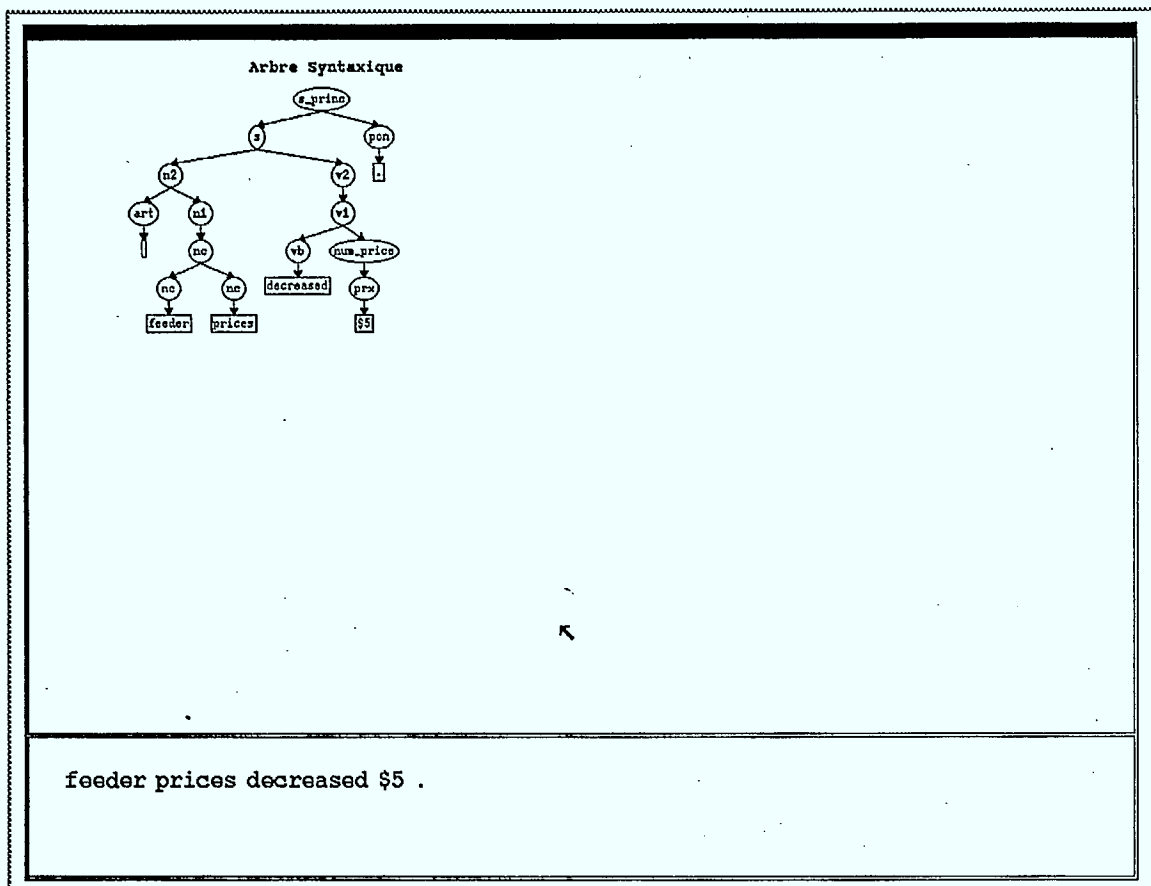 Arbre Syntaxique
s_princ
s pon
n2 v2 .
art n1 v1
nc vb num_price
nc nc decreased prx
feeder prices $5
feeder prices decreased $5 .